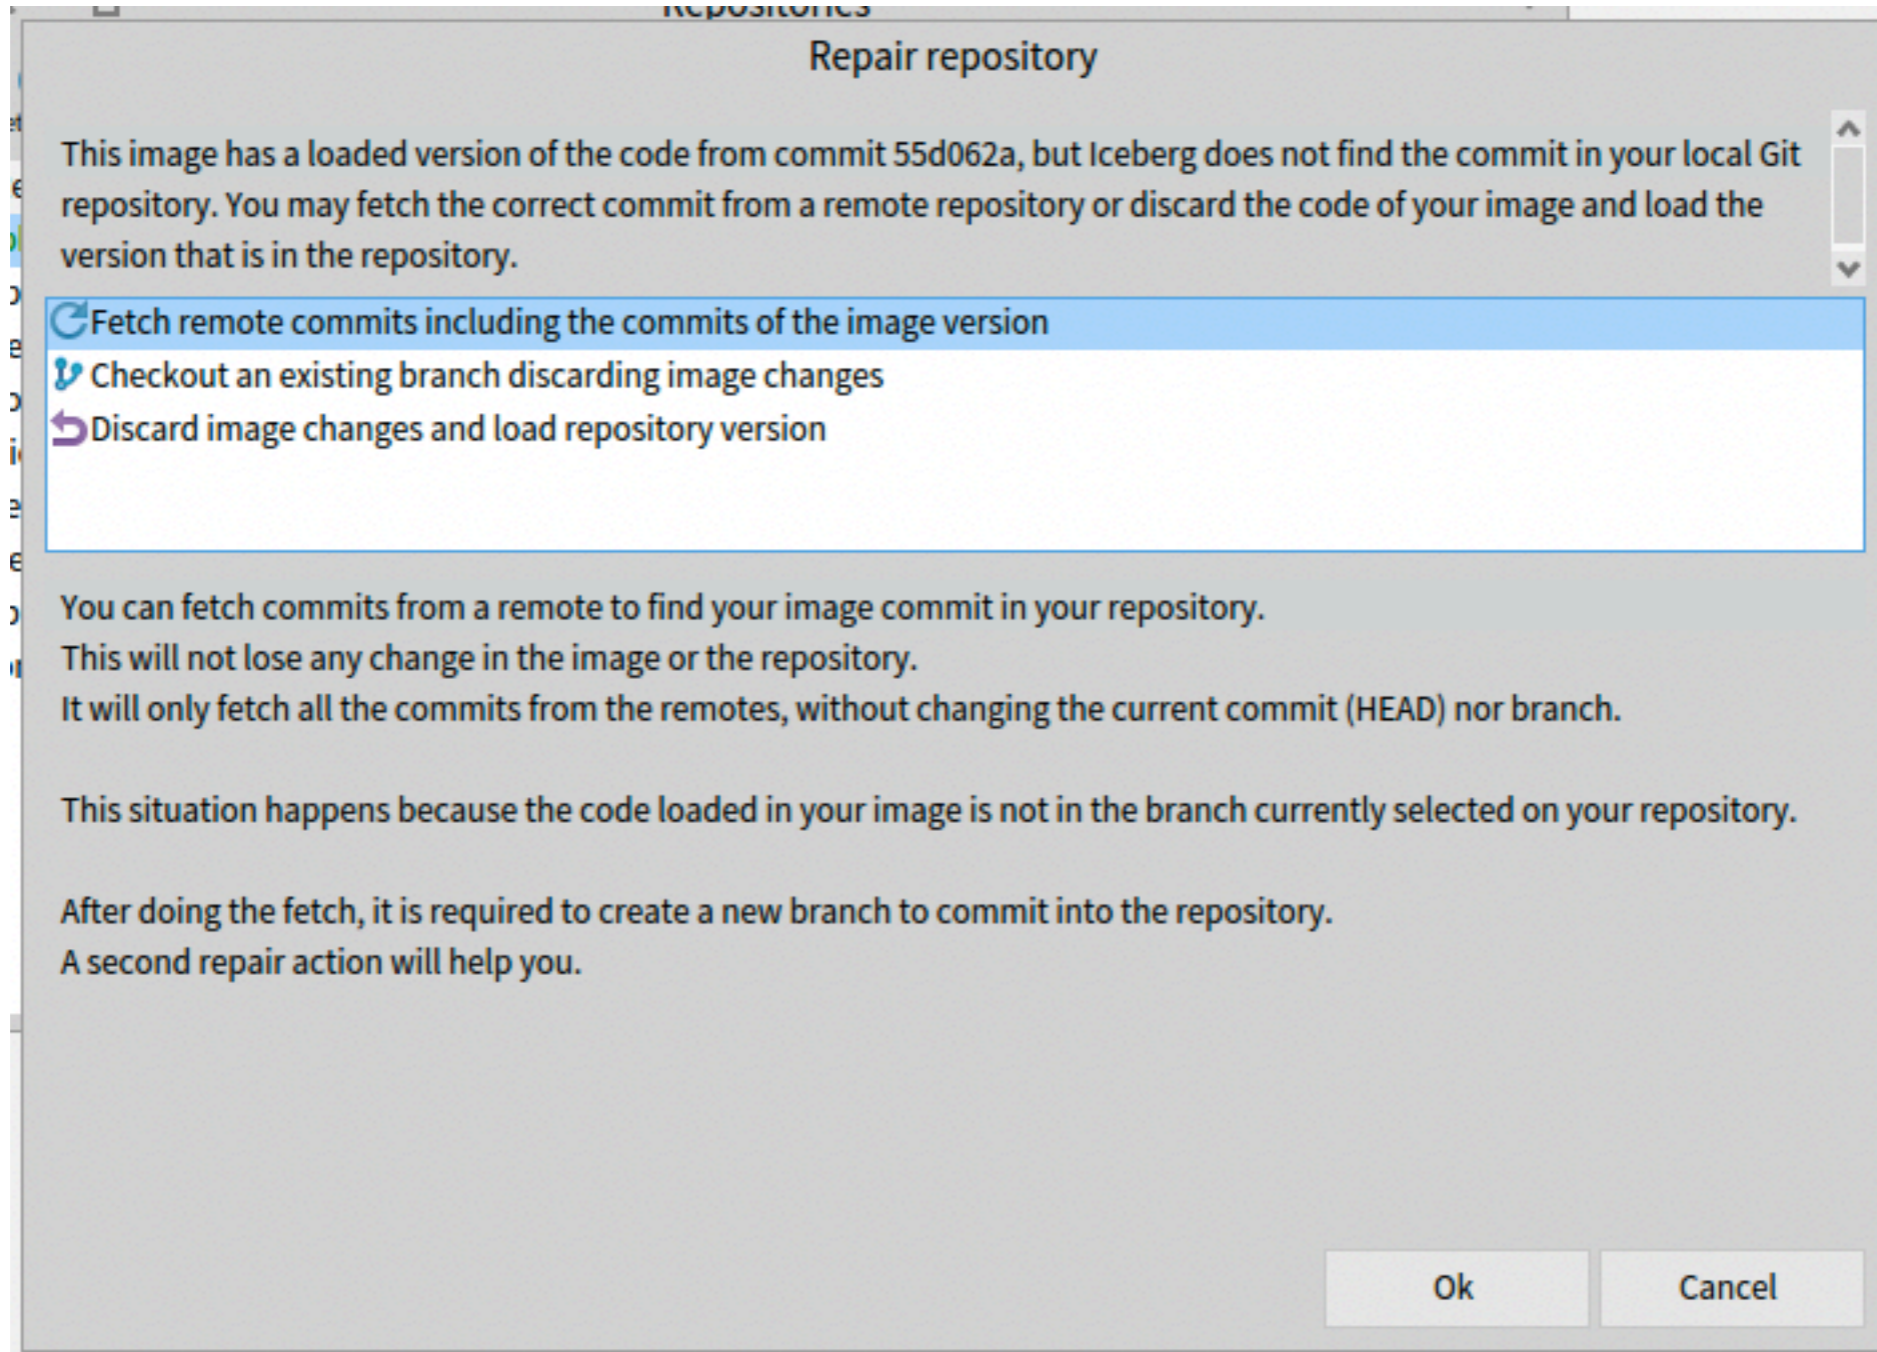 Repositories
Repair repository
This image has a loaded version of the code from commit 55d062a, but Iceberg does not find the commit in your local Git
repository. You may fetch the correct commit from a remote repository or discard the code of your image and load the
version that is in the repository.
Fetch remote commits including the commits of the image version
Checkout an existing branch discarding image changes
Discard image changes and load repository version
You can fetch commits from a remote to find your image commit in your repository.
This will not lose any change in the image or the repository.
It will only fetch all the commits from the remotes, without changing the current commit (HEAD) nor branch.
This situation happens because the code loaded in your image is not in the branch currently selected on your repository.
After doing the fetch, it is required to create a new branch to commit into the repository.
A second repair action will help you.
Ok
Cancel